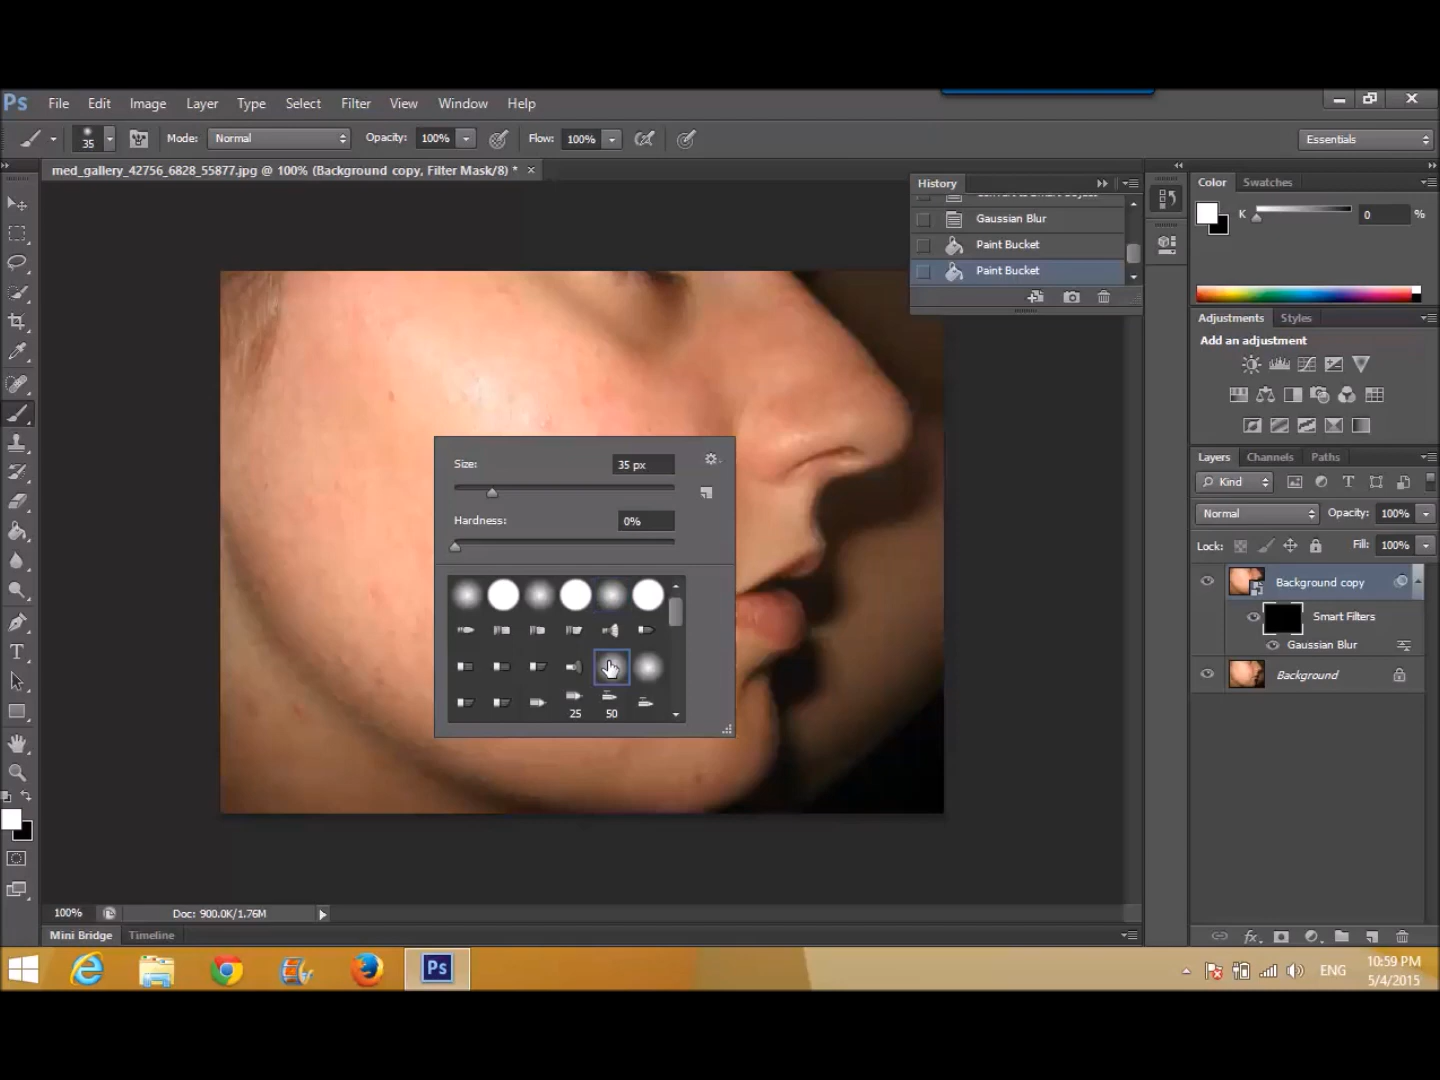 Ps File Edit Image Layer Type Select Filter View Window Help
35 Mode: Normal Opacity: 100% Flow: 100% Essentials
med_gallery_42756_6828_55877.jpg @ 100% (Background copy, Filter Mask/8) * ×
History
Gaussian Blur
Paint Bucket
Paint Bucket
Color Swatches
K 0 %
Adjustments Styles
Add an adjustment
Layers Channels Paths
Kind
Normal Opacity: 100%
Lock: Fill: 100%
Background copy
Smart Filters
Gaussian Blur
Background
Size: 35 px
Hardness: 0%
25 50
100% Doc: 900.0K/1.76M
Mini Bridge Timeline
Ps ENG 10:59 PM
5/4/2015